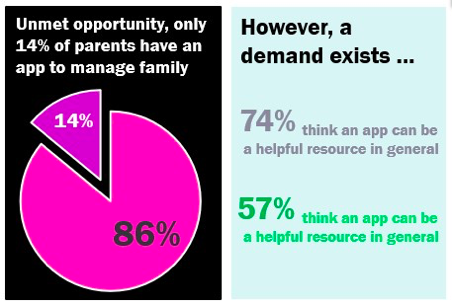 Unmet opportunity, only
14% of parents have an
app to manage family
14%
86%
However, a
demand exists ...
74% think an app can be
a helpful resource in general
57% think an app can be
a helpful resource in general